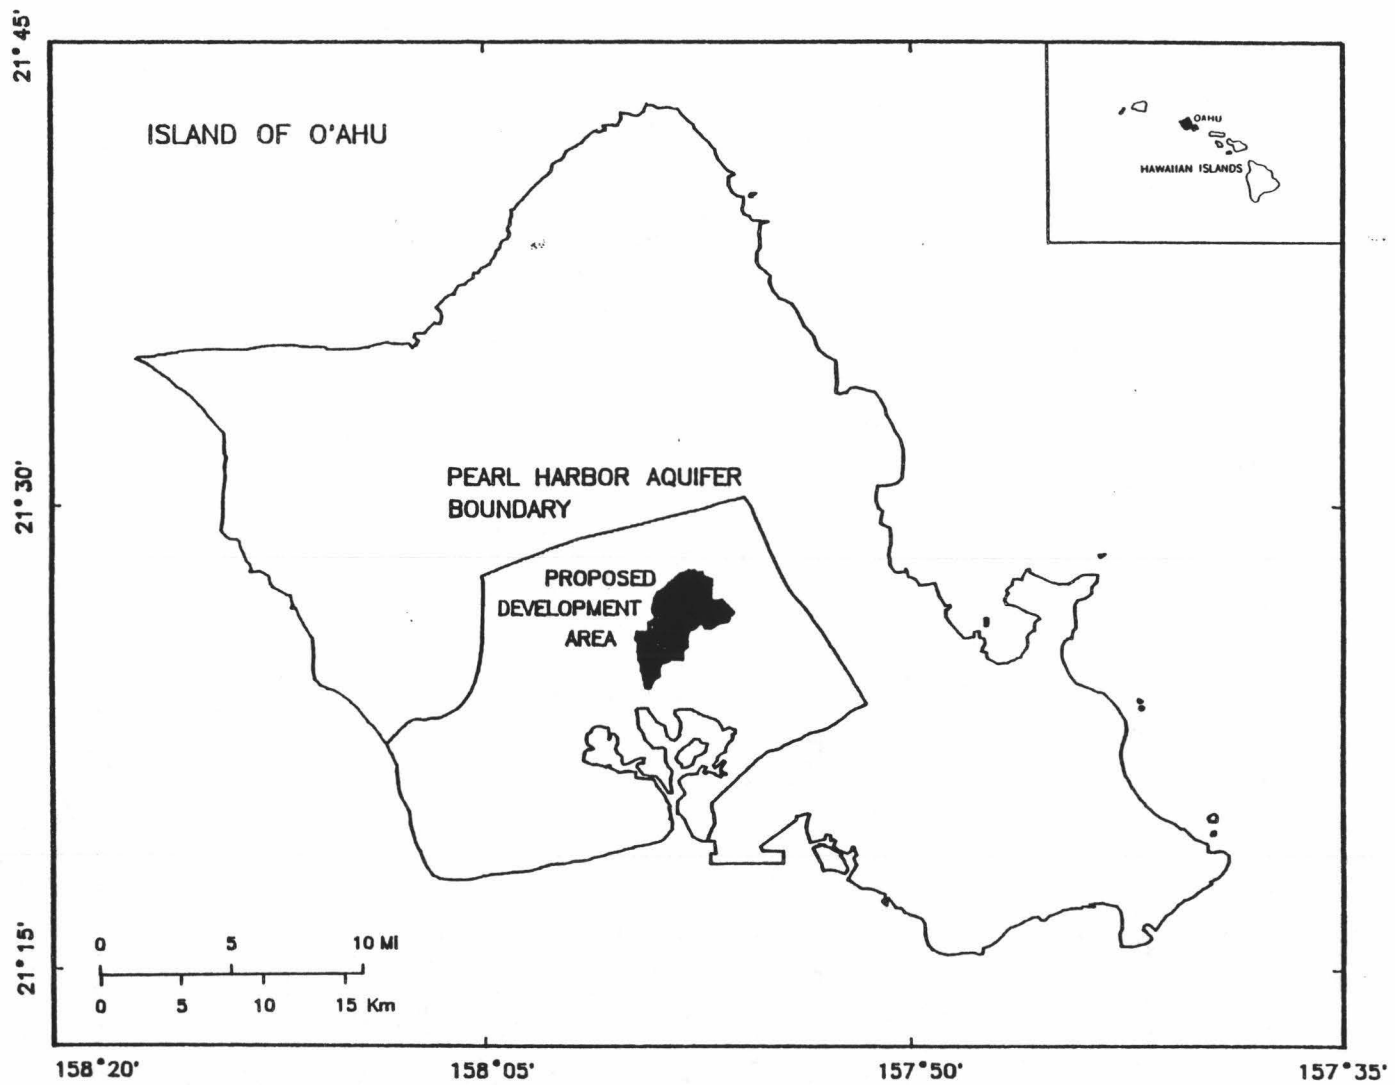 21°45'
ISLAND OF O'AHU
OAHU
HAWAIIAN ISLANDS
PEARL HARBOR AQUIFER
BOUNDARY
21°30'
PROPOSED
DEVELOPMENT
AREA
21°15'
0 5 10 MI
0 5 10 15 Km
158°20' 158°05' 157°50' 157°35'